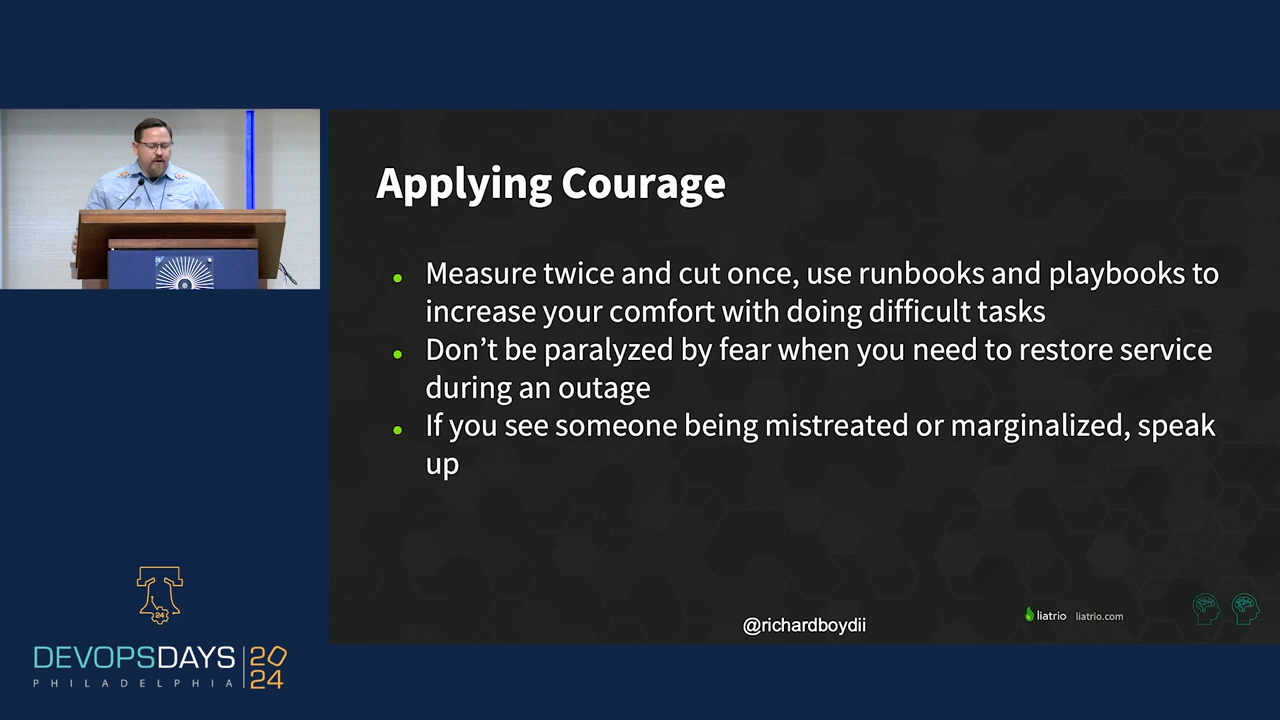 Applying Courage
Measure twice and cut once, use runbooks and playbooks to
increase your comfort with doing difficult tasks
Don’t be paralyzed by fear when you need to restore service
during an outage
If you see someone being mistreated or marginalized, speak
up
@richardboydii
liatrio
liatrio.com
24
DEVOPSDAYS
PHILADELPHIA
20
24